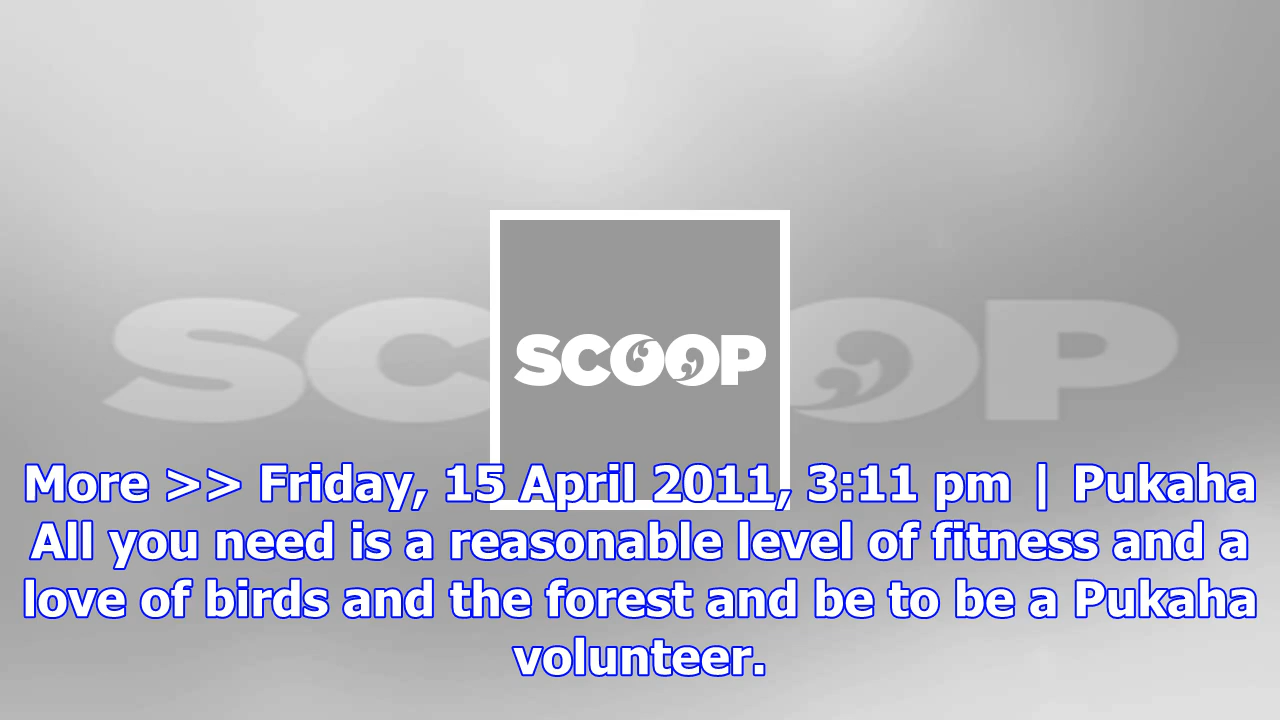 SCOOP
SCOOP
More >> Friday, 15 April 2011, 3:11 pm | Pukaha
All you need is a reasonable level of fitness and a
love of birds and the forest and be to be a Pukaha
volunteer.